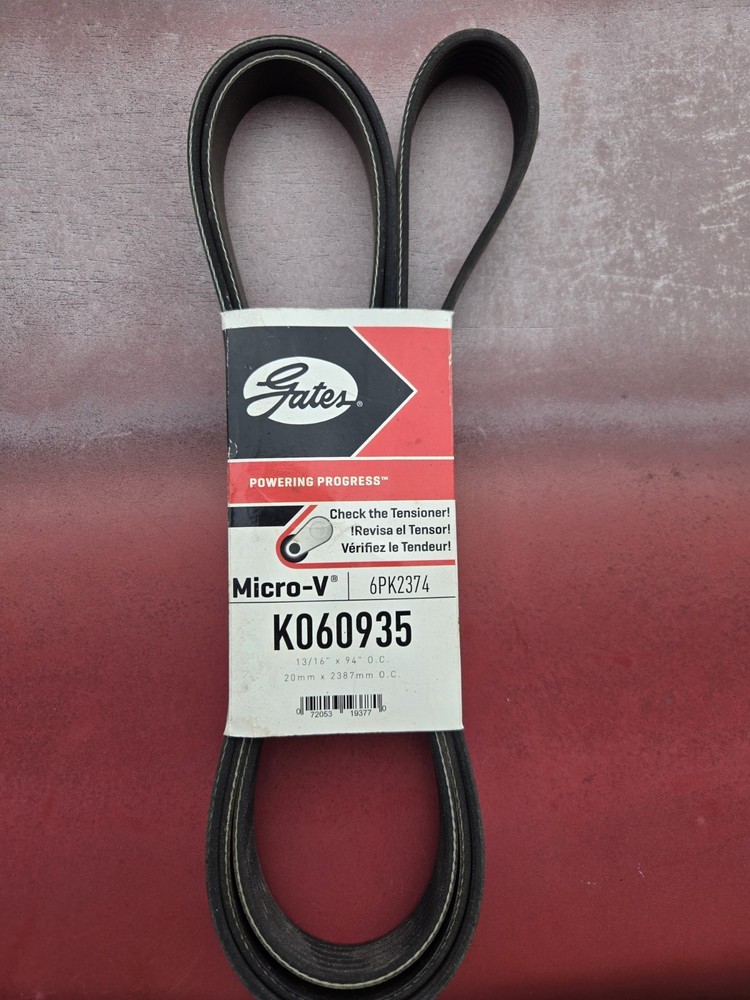 Gates®
POWERING PROGRESS™
Check the Tensioner!
!Revisa el Tensor!
Vérifiez le Tendeur!
Micro-V® 6PK2374
K060935
13/16" x 94" O.C.
20mm x 2387mm O.C.
0 72053 19377 0